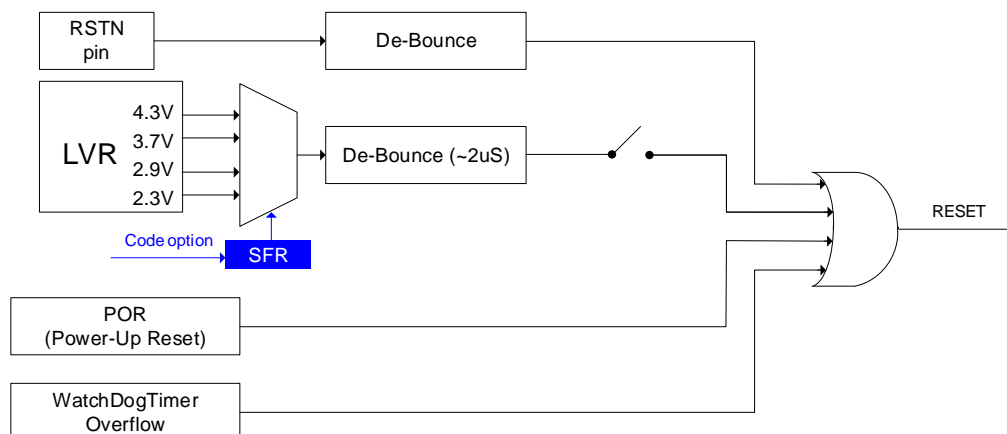 RSTN
pin
De-Bounce
4.3V
3.7V
LVR
2.9V
2.3V
De-Bounce (~2uS)
Code option
SFR
RESET
POR
(Power-Up Reset)
WatchDogTimer
Overflow